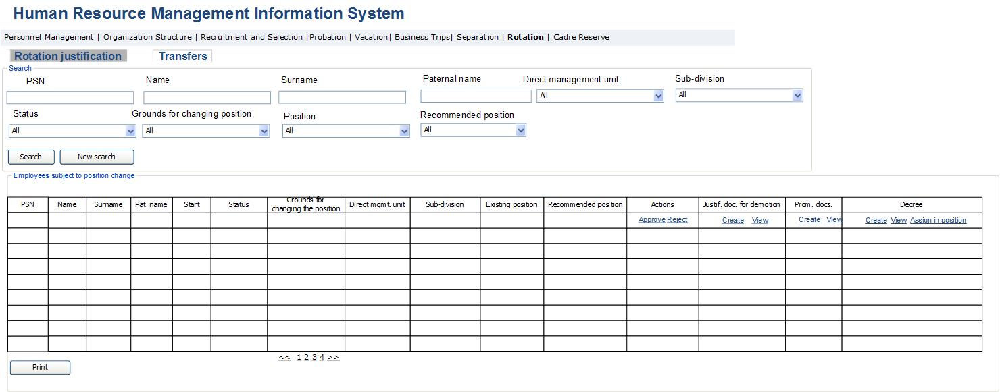 Human Resource Management Information System
Personnel Management | Organization Structure | Recruitment and Selection |Probation | Vacation| Business Trips| Separation | Rotation | Cadre Reserve
Rotation justification Transfers
Search
PSN Name Surname Paternal name Direct management unit Sub-division
All All
Status Grounds for changing position Position Recommended position
All All All All
Search New search
Employees subject to position change
PSN Name Surname Pat. name Start Status Grounds for changing the position Direct mgmt. unit Sub-division Existing position Recommended position Actions Justif. doc. for demotion Prom. docs. Decree
Approve Reject Create View Create View Create View Assign in position
<< 1 2 3 4 >>
Print